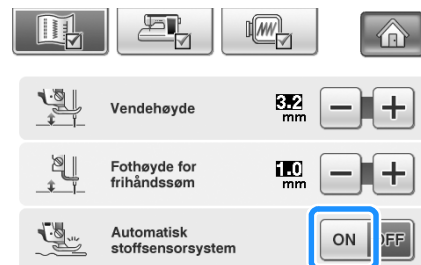 Vendehøyde 3.2
mm
Fothøyde for
frihåndssøm 1.0
mm
Automatisk
stoffsensorsystem ON OFF